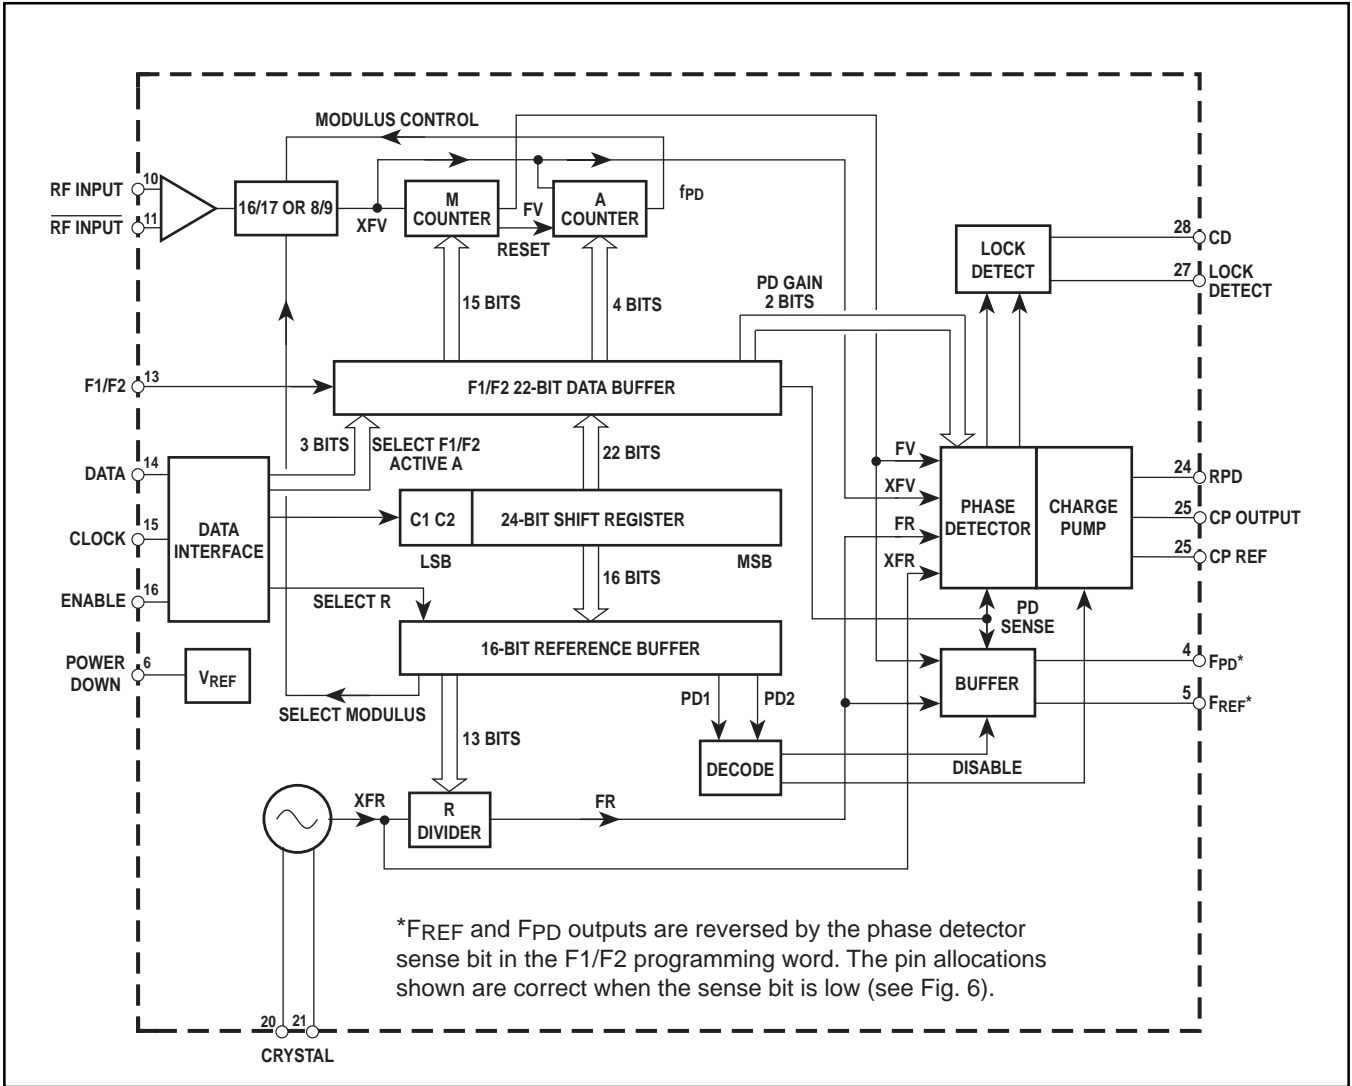 MODULUS CONTROL
RF INPUT
10
RF INPUT
11
16/17 OR 8/9
XFV
M
COUNTER
FV
RESET
A
COUNTER
fPD
LOCK
DETECT
28
CD
27
LOCK
DETECT
15 BITS
4 BITS
PD GAIN
2 BITS
F1/F2
13
F1/F2 22-BIT DATA BUFFER
3 BITS
SELECT F1/F2
ACTIVE A
22 BITS
DATA
14
CLOCK
15
ENABLE
16
DATA
INTERFACE
C1 C2
24-BIT SHIFT REGISTER
LSB
MSB
16 BITS
SELECT R
FV
XFV
FR
XFR
PHASE
DETECTOR
CHARGE
PUMP
24
RPD
25
CP OUTPUT
25
CP REF
PD
SENSE
POWER
DOWN
6
VREF
16-BIT REFERENCE BUFFER
SELECT MODULUS
13 BITS
PD1
PD2
BUFFER
4
FPD*
5
FREF*
DECODE
DISABLE
XFR
R
DIVIDER
FR
*FREF and FPD outputs are reversed by the phase detector
sense bit in the F1/F2 programming word. The pin allocations
shown are correct when the sense bit is low (see Fig. 6).
20
21
CRYSTAL